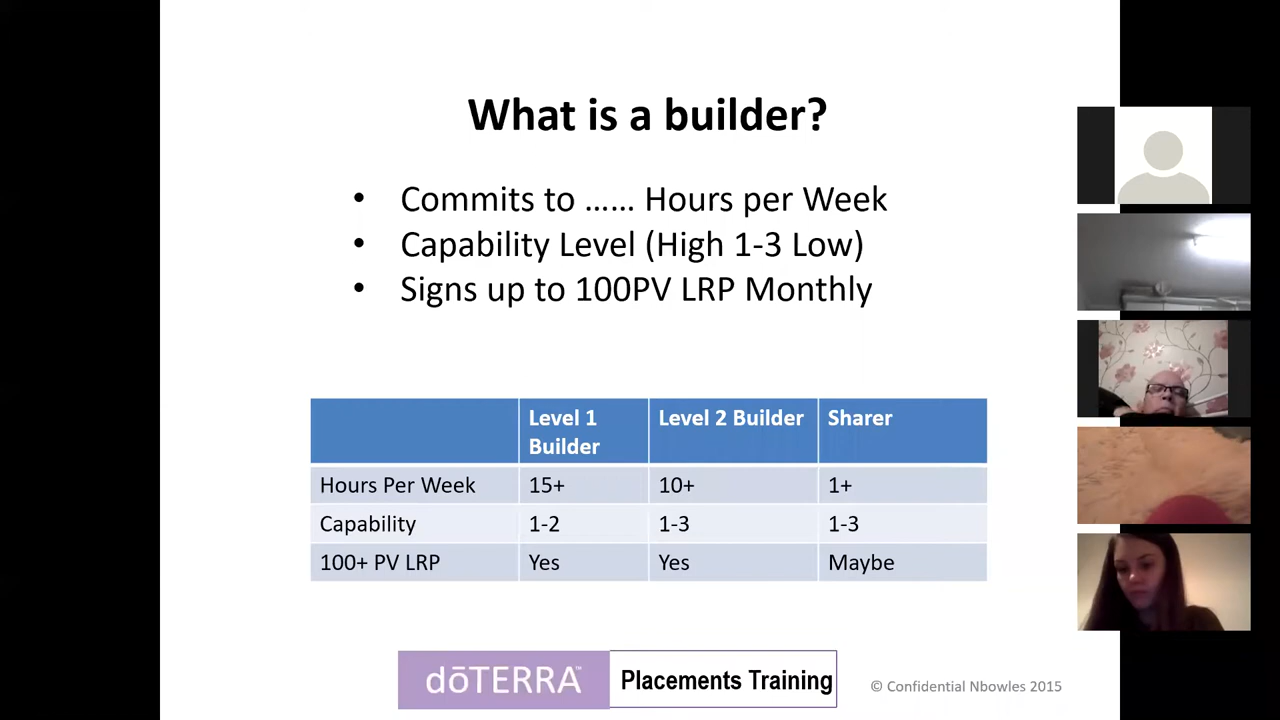 What is a builder?
• Commits to ...... Hours per Week
• Capability Level (High 1-3 Low)
• Signs up to 100PV LRP Monthly
Level 1 Builder Level 2 Builder Sharer
Hours Per Week 15+ 10+ 1+
Capability 1-2 1-3 1-3
100+ PV LRP Yes Yes Maybe
dōTERRA™ Placements Training
© Confidential Nbowles 2015